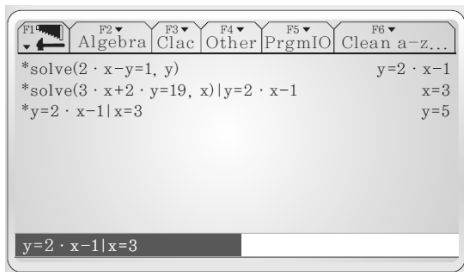 F1 F2 F3 F4 F5 F6
Algebra Clac Other PrgmIO Clean a-z...
*solve(2 · x-y=1, y) y=2 · x-1
*solve(3 · x+2 · y=19, x)|y=2 · x-1 x=3
*y=2 · x-1|x=3 y=5
y=2 · x-1|x=3